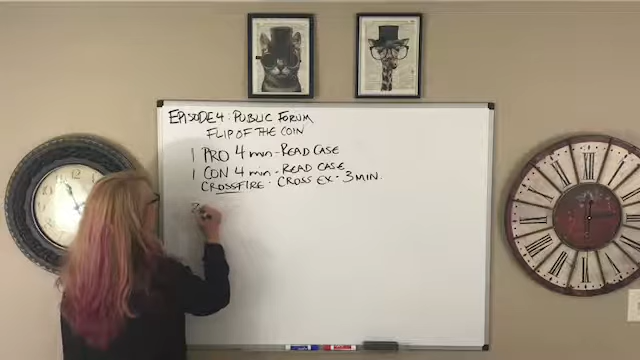 EPISODE 4: PUBLIC FORUM
FLIP OF THE COIN
1 PRO 4 min - READ CASE
1 CON 4 min - READ CASE
CROSSFIRE - CROSS EX - 3 MIN.
2